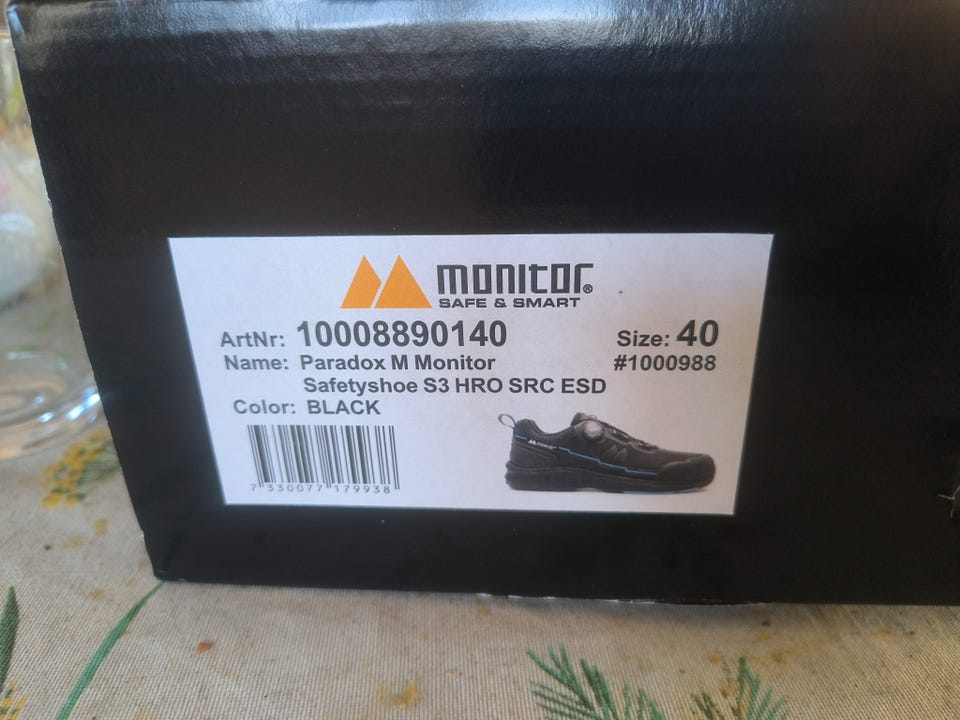 monitor®
SAFE & SMART
ArtNr: 10008890140 Size: 40
Name: Paradox M Monitor #1000988
Safetyshoe S3 HRO SRC ESD
Color: BLACK
monitor
7 330077 179938